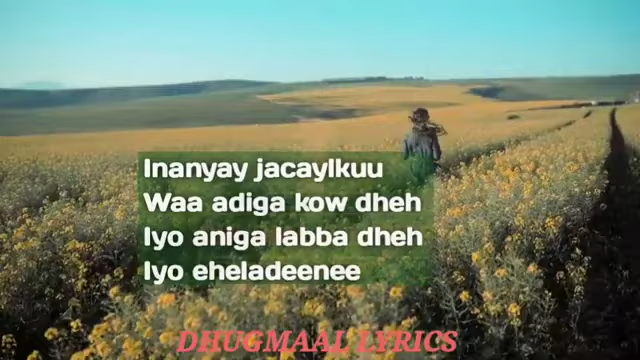 Inanyay jacaylkuu
Waa adiga kow dheh
Iyo aniga labba dheh
Iyo eheladeenee
DHUGMAAL LYRICS